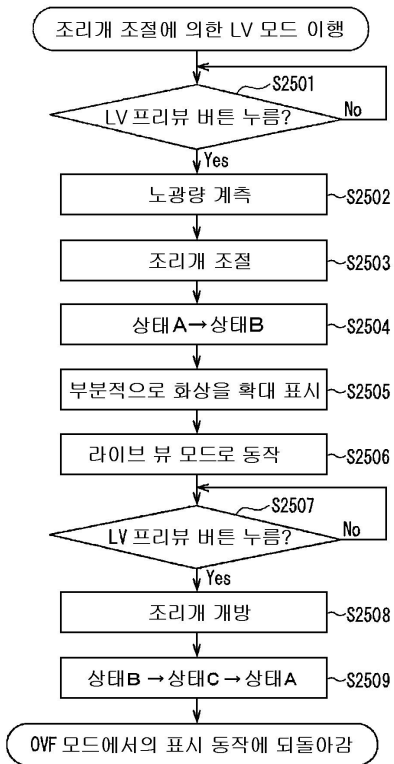 조리개 조절에 의한 LV 모드 이행
S2501
LV 프리뷰 버튼 누름?
No
Yes
노광량 계측
S2502
조리개 조절
S2503
상태A→상태B
S2504
부분적으로 화상을 확대 표시
S2505
라이브 뷰 모드로 동작
S2506
S2507
LV 프리뷰 버튼 누름?
No
Yes
조리개 개방
S2508
상태B→상태C→상태A
S2509
OVF 모드에서의 표시 동작에 되돌아감